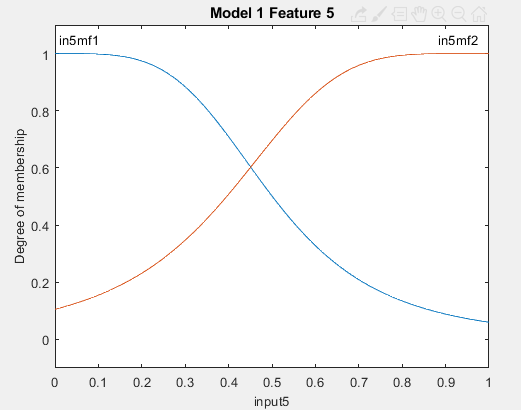 Model 1 Feature 5
in5mf1 in5mf2
1
0.8
0.6
0.4
0.2
0
Degree of membership
0 0.1 0.2 0.3 0.4 0.5 0.6 0.7 0.8 0.9 1
input5